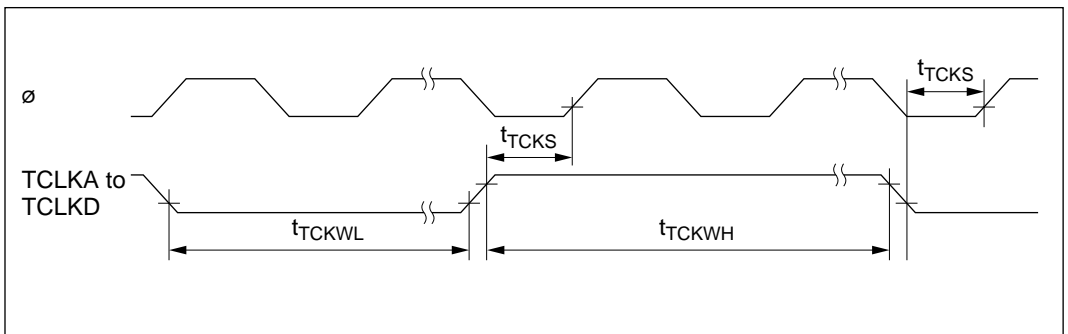 ø
tTCKS
tTCKS
TCLKA to
TCLKD
tTCKWL
tTCKWH